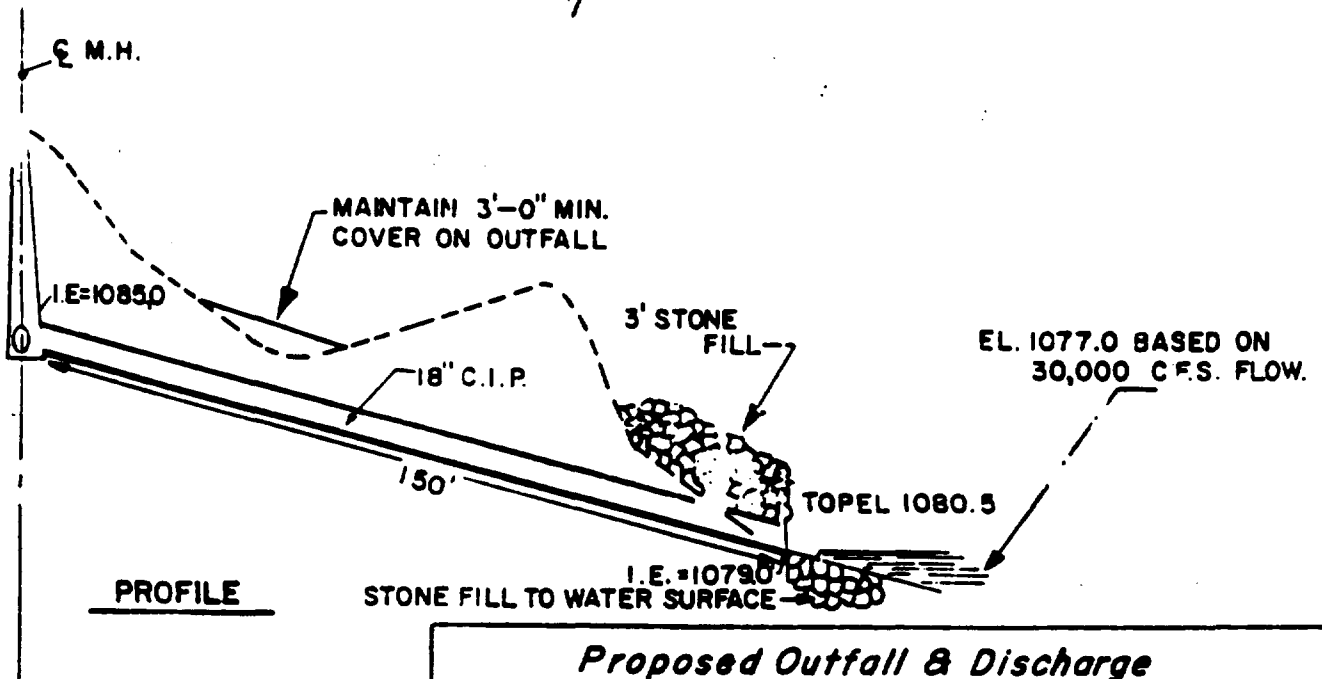 ℄ M.H.
MAINTAIN 3'-0" MIN.
COVER ON OUTFALL
I.E=1085.0
3' STONE
FILL
EL. 1077.0 BASED ON
30,000 C.F.S. FLOW.
18" C.I.P.
150'
TOPEL 1080.5
I.E.=1079.0'
PROFILE
STONE FILL TO WATER SURFACE
Proposed Outfall & Discharge